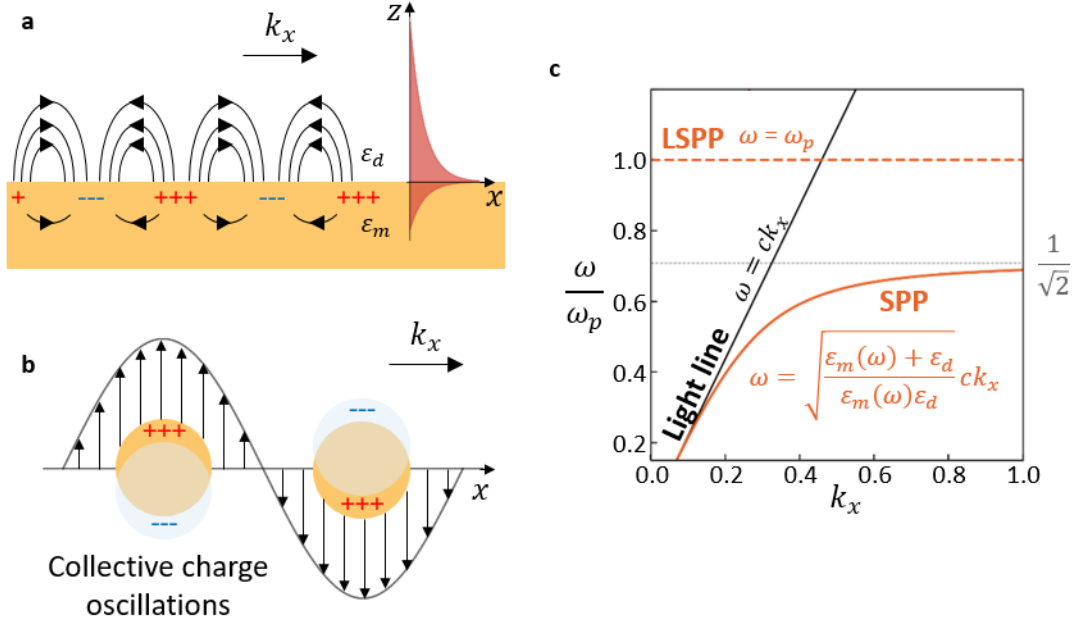 a
k_x
z
ε_d
+ --- +++ --- +++
x
ε_m
b
k_x
+++
---
---
+++
x
Collective charge
oscillations
c
LSPP ω = ω_p
1.0
0.8
0.6
0.4
0.2
ω/ω_p
1/√2
ω = ck_x
Light line
SPP
ω = √((ε_m(ω) + ε_d)/(ε_m(ω)ε_d)) ck_x
0.0 0.2 0.4 0.6 0.8 1.0
k_x